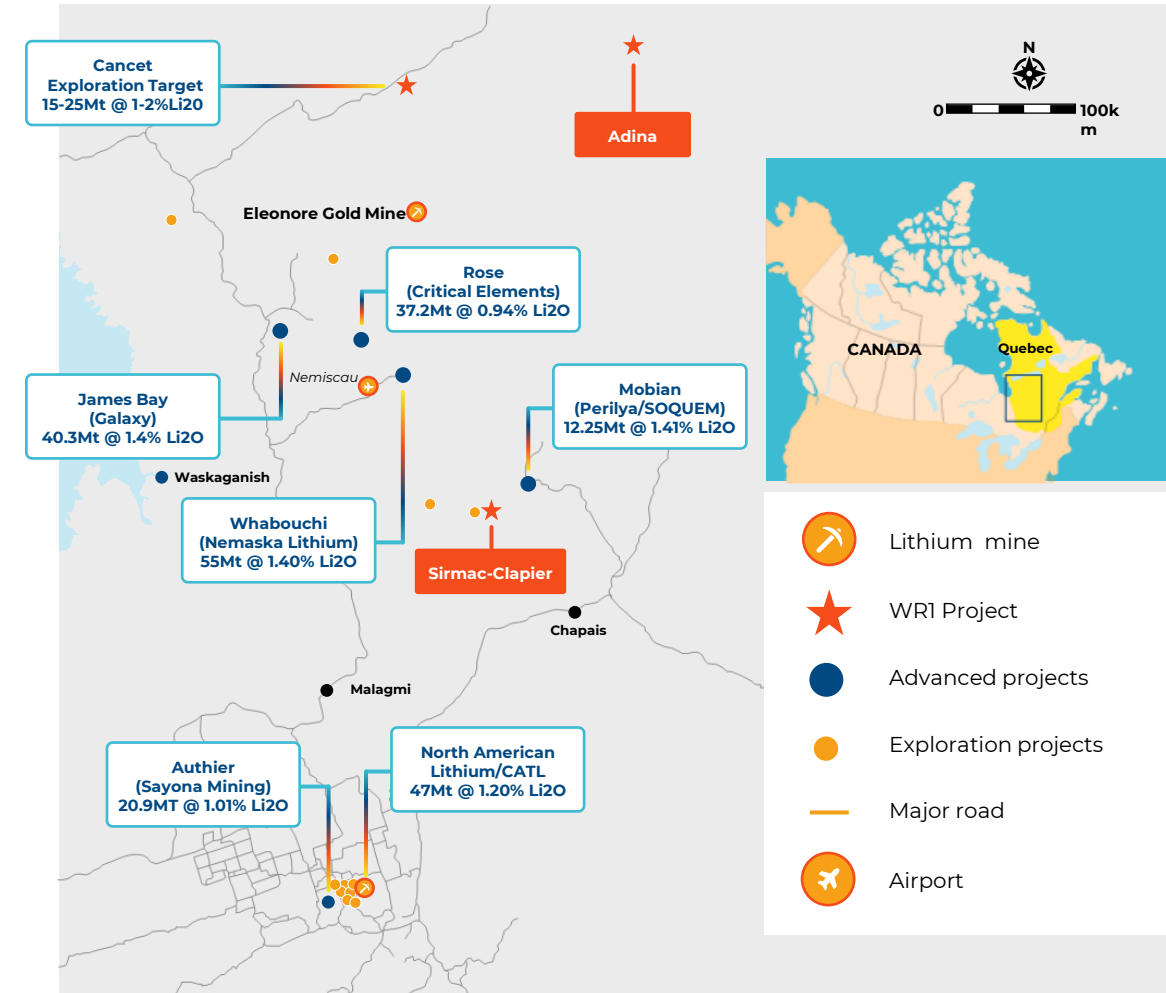 Cancet
Exploration Target
15-25Mt @ 1-2%Li20
Adina
N
0
100k
m
Eleonore Gold Mine
Rose
(Critical Elements)
37.2Mt @ 0.94% Li2O
CANADA
Quebec
Nemiscau
James Bay
(Galaxy)
40.3Mt @ 1.4% Li2O
Mobian
(Perilya/SOQUEM)
12.25Mt @ 1.41% Li2O
Waskaganish
Whabouchi
(Nemaska Lithium)
55Mt @ 1.40% Li2O
Sirmac-Clapier
Chapais
Malagmi
Authier
(Sayona Mining)
20.9MT @ 1.01% Li2O
North American
Lithium/CATL
47Mt @ 1.20% Li2O
Lithium mine
WR1 Project
Advanced projects
Exploration projects
Major road
Airport